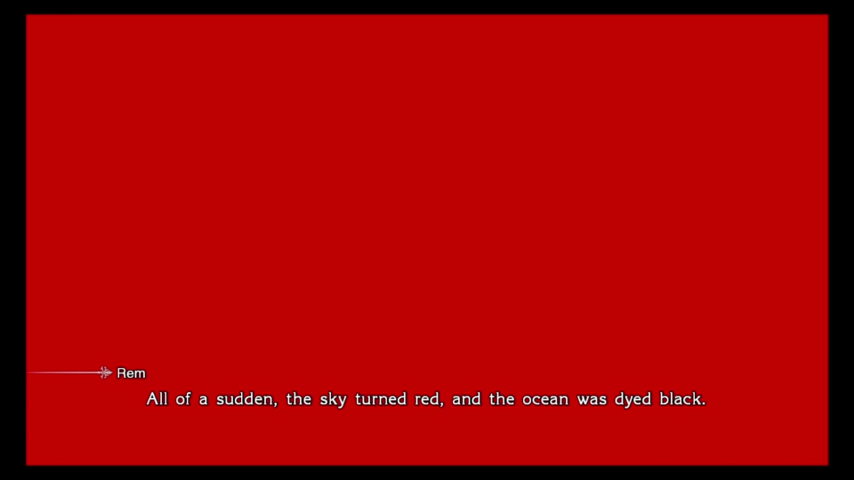 Rem
All of a sudden, the sky turned red, and the ocean was dyed black.